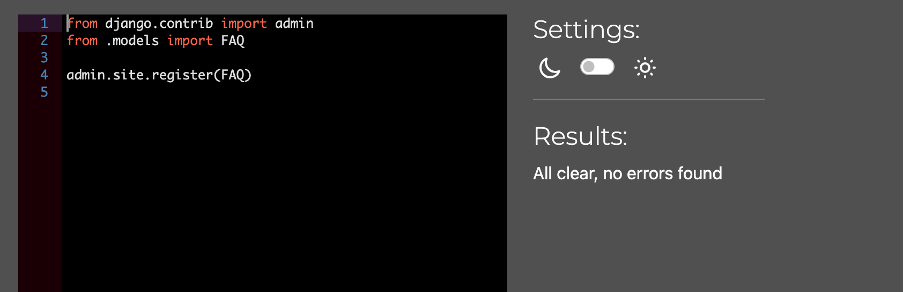 1 from django.contrib import admin
2 from .models import FAQ
3
4 admin.site.register(FAQ)
5
Settings:
Results:
All clear, no errors found